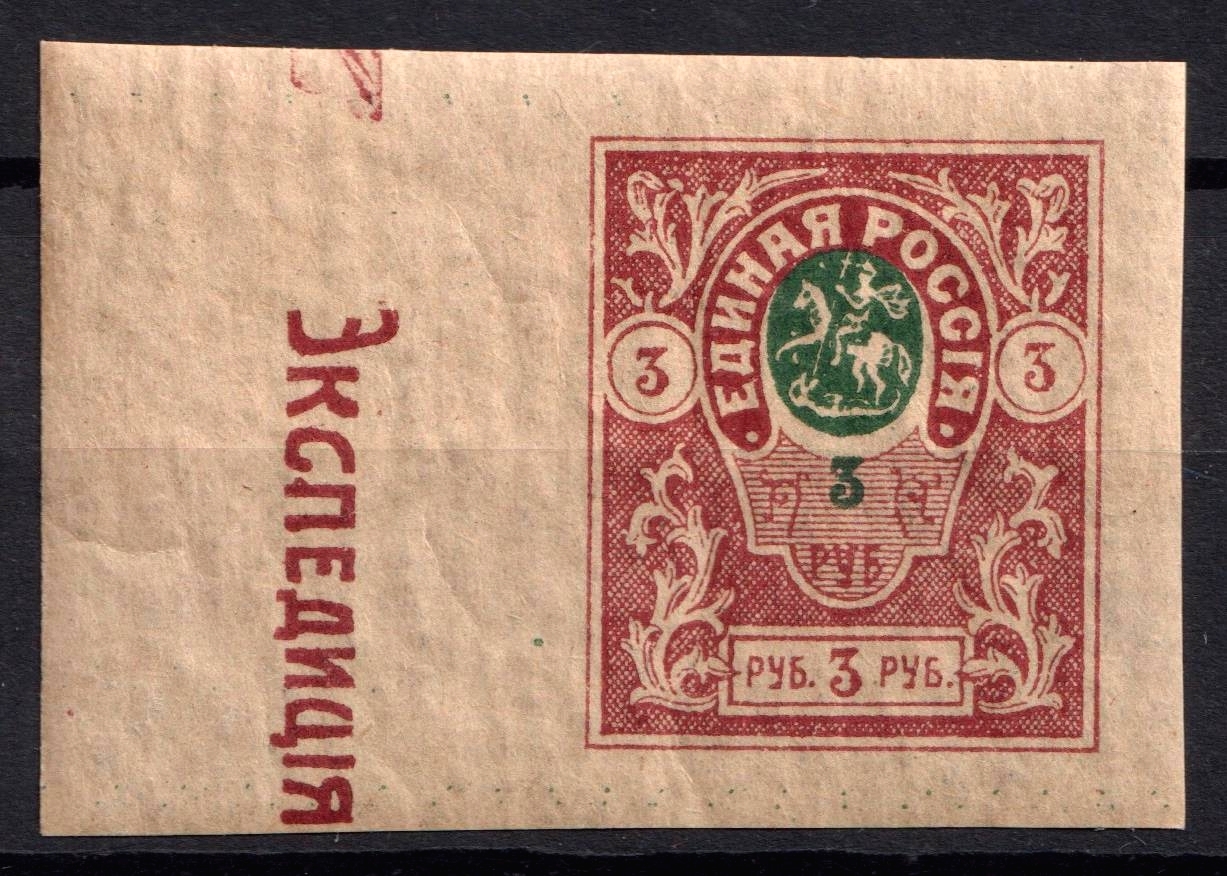 ЕДИНАЯ РОССІЯ
3 3
3
РУБ.
РУБ. 3 РУБ.
ЭКСПЕДИЦІЯ